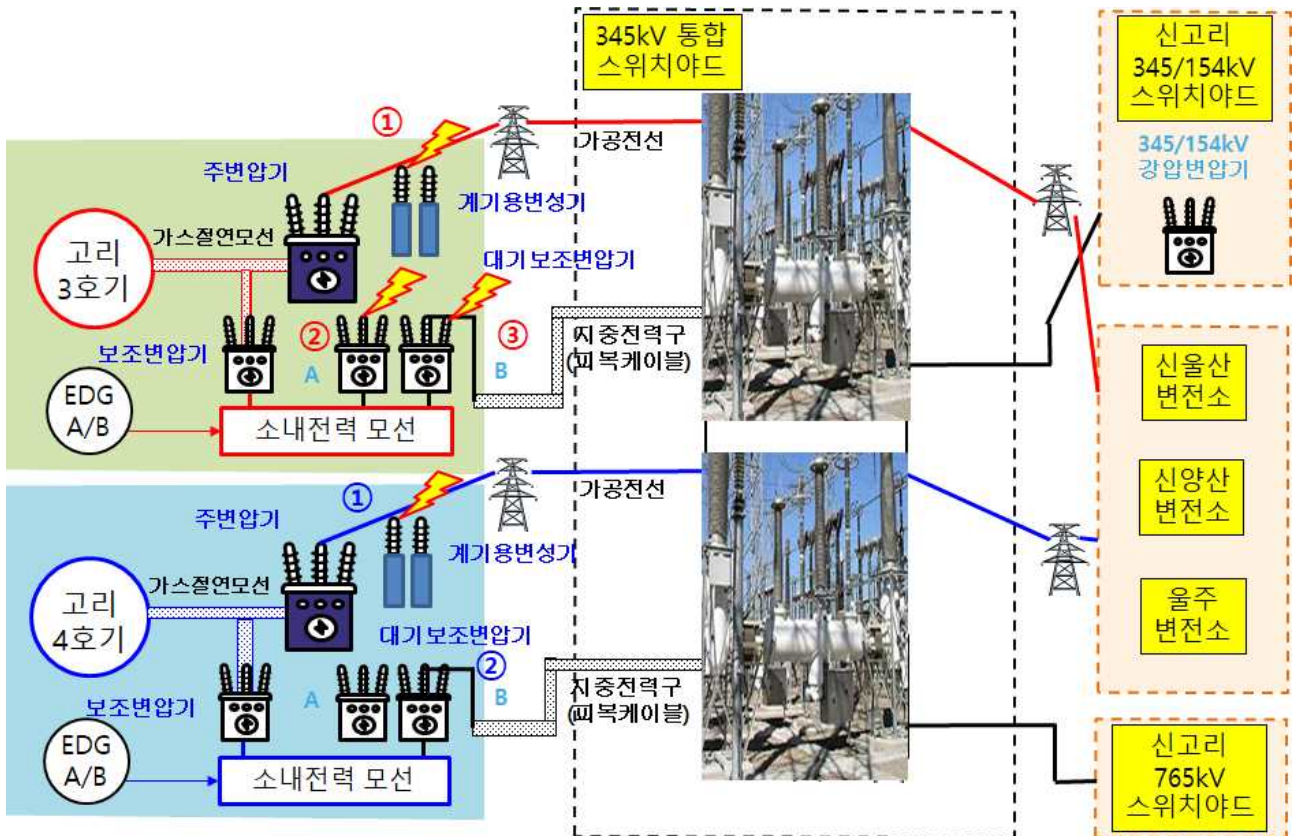 345kV 통합
스위치야드
신고리
345/154kV
스위치야드
345/154kV
강압변압기
①
가공전선
주변압기
계기용변성기
고리
3호기
가스절연모선
대기 보조변압기
②
③
보조변압기
A
B
지중전력구
(피복케이블)
EDG
A/B
소내전력 모선
신울산
변전소
①
가공전선
주변압기
계기용변성기
신양산
변전소
고리
4호기
가스절연모선
대기 보조변압기
②
울주
변전소
보조변압기
A
B
지중전력구
(피복케이블)
EDG
A/B
소내전력 모선
신고리
765kV
스위치야드